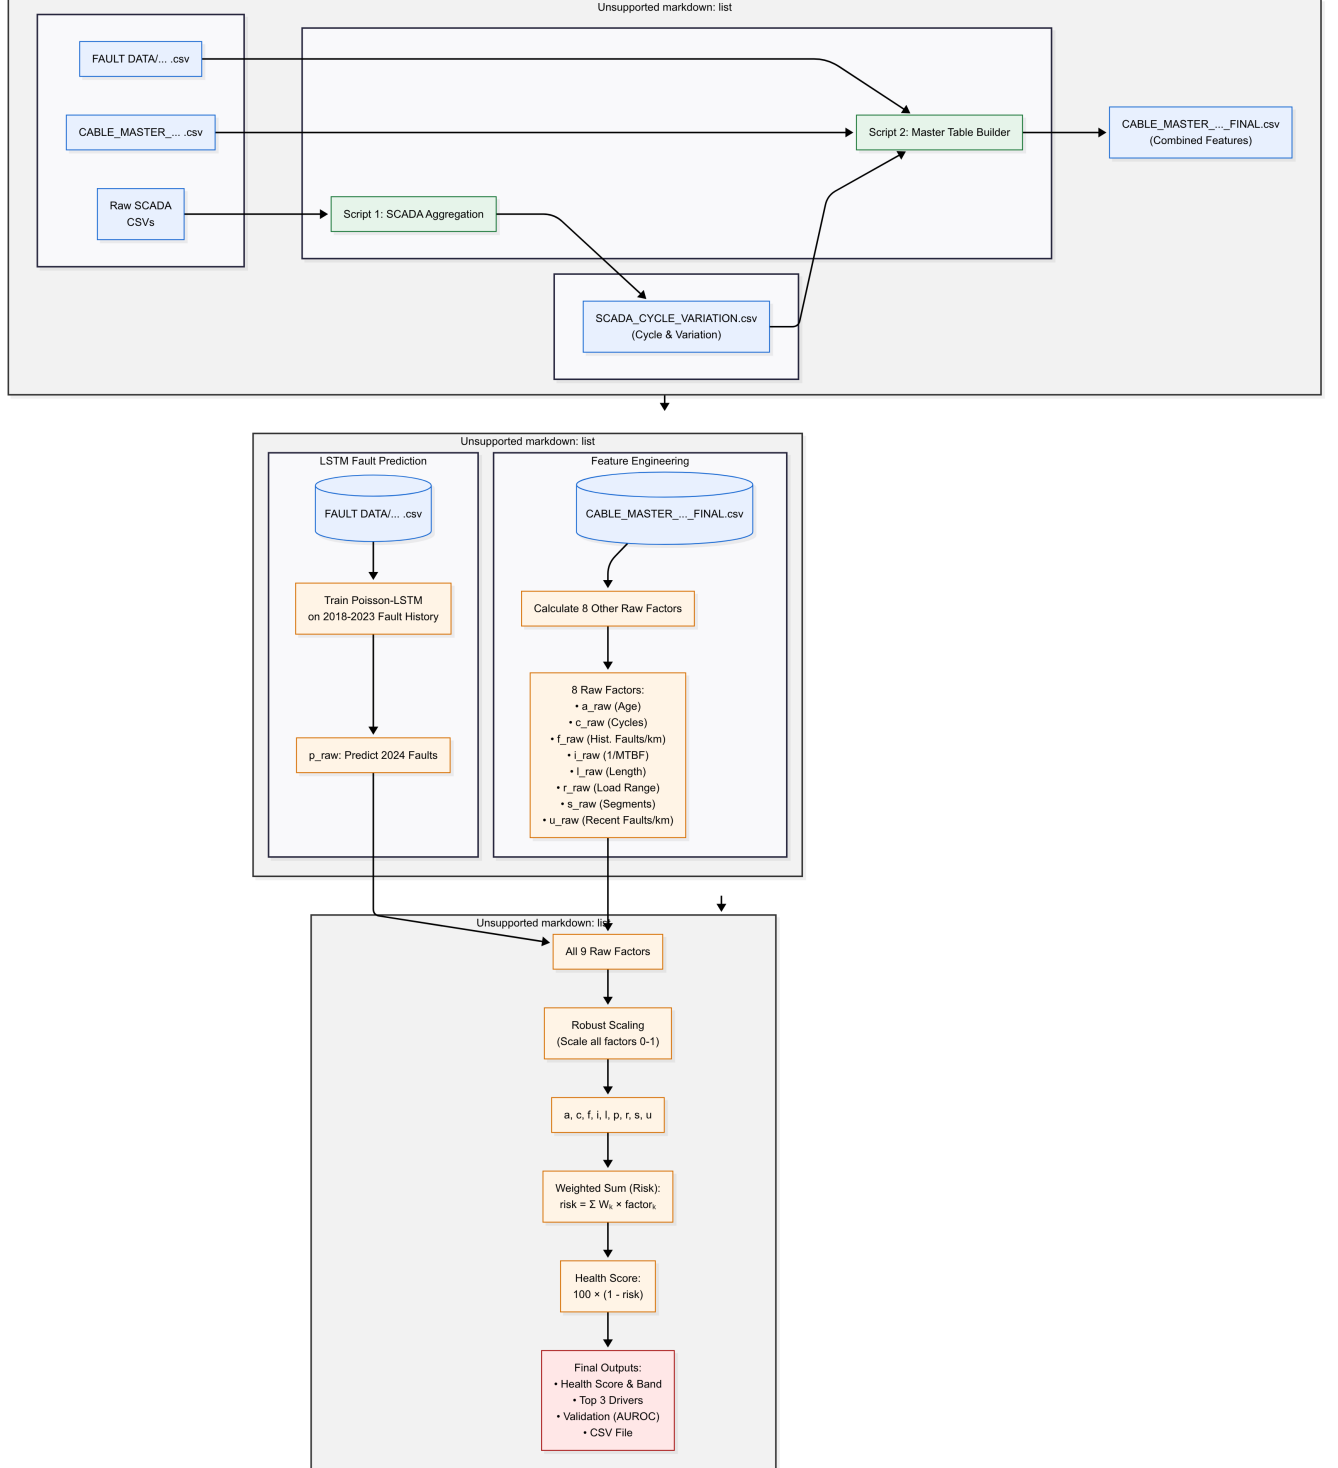 Unsupported markdown: list
FAULT DATA/... .csv
CABLE_MASTER_... .csv
Raw SCADA
CSVs
Script 1: SCADA Aggregation
Script 2: Master Table Builder
CABLE_MASTER_..._FINAL.csv
(Combined Features)
SCADA_CYCLE_VARIATION.csv
(Cycle & Variation)
Unsupported markdown: list
LSTM Fault Prediction
FAULT DATA/... .csv
Train Poisson-LSTM
on 2018-2023 Fault History
p_raw: Predict 2024 Faults
Feature Engineering
CABLE_MASTER_..._FINAL.csv
Calculate 8 Other Raw Factors
8 Raw Factors:
• a_raw (Age)
• c_raw (Cycles)
• f_raw (Hist. Faults/km)
• i_raw (1/MTBF)
• l_raw (Length)
• r_raw (Load Range)
• s_raw (Segments)
• u_raw (Recent Faults/km)
Unsupported markdown: list
All 9 Raw Factors
Robust Scaling
(Scale all factors 0-1)
a, c, f, i, l, p, r, s, u
Weighted Sum (Risk):
risk = Σ Wₖ × factorₖ
Health Score:
100 × (1 - risk)
Final Outputs:
• Health Score & Band
• Top 3 Drivers
• Validation (AUROC)
• CSV File